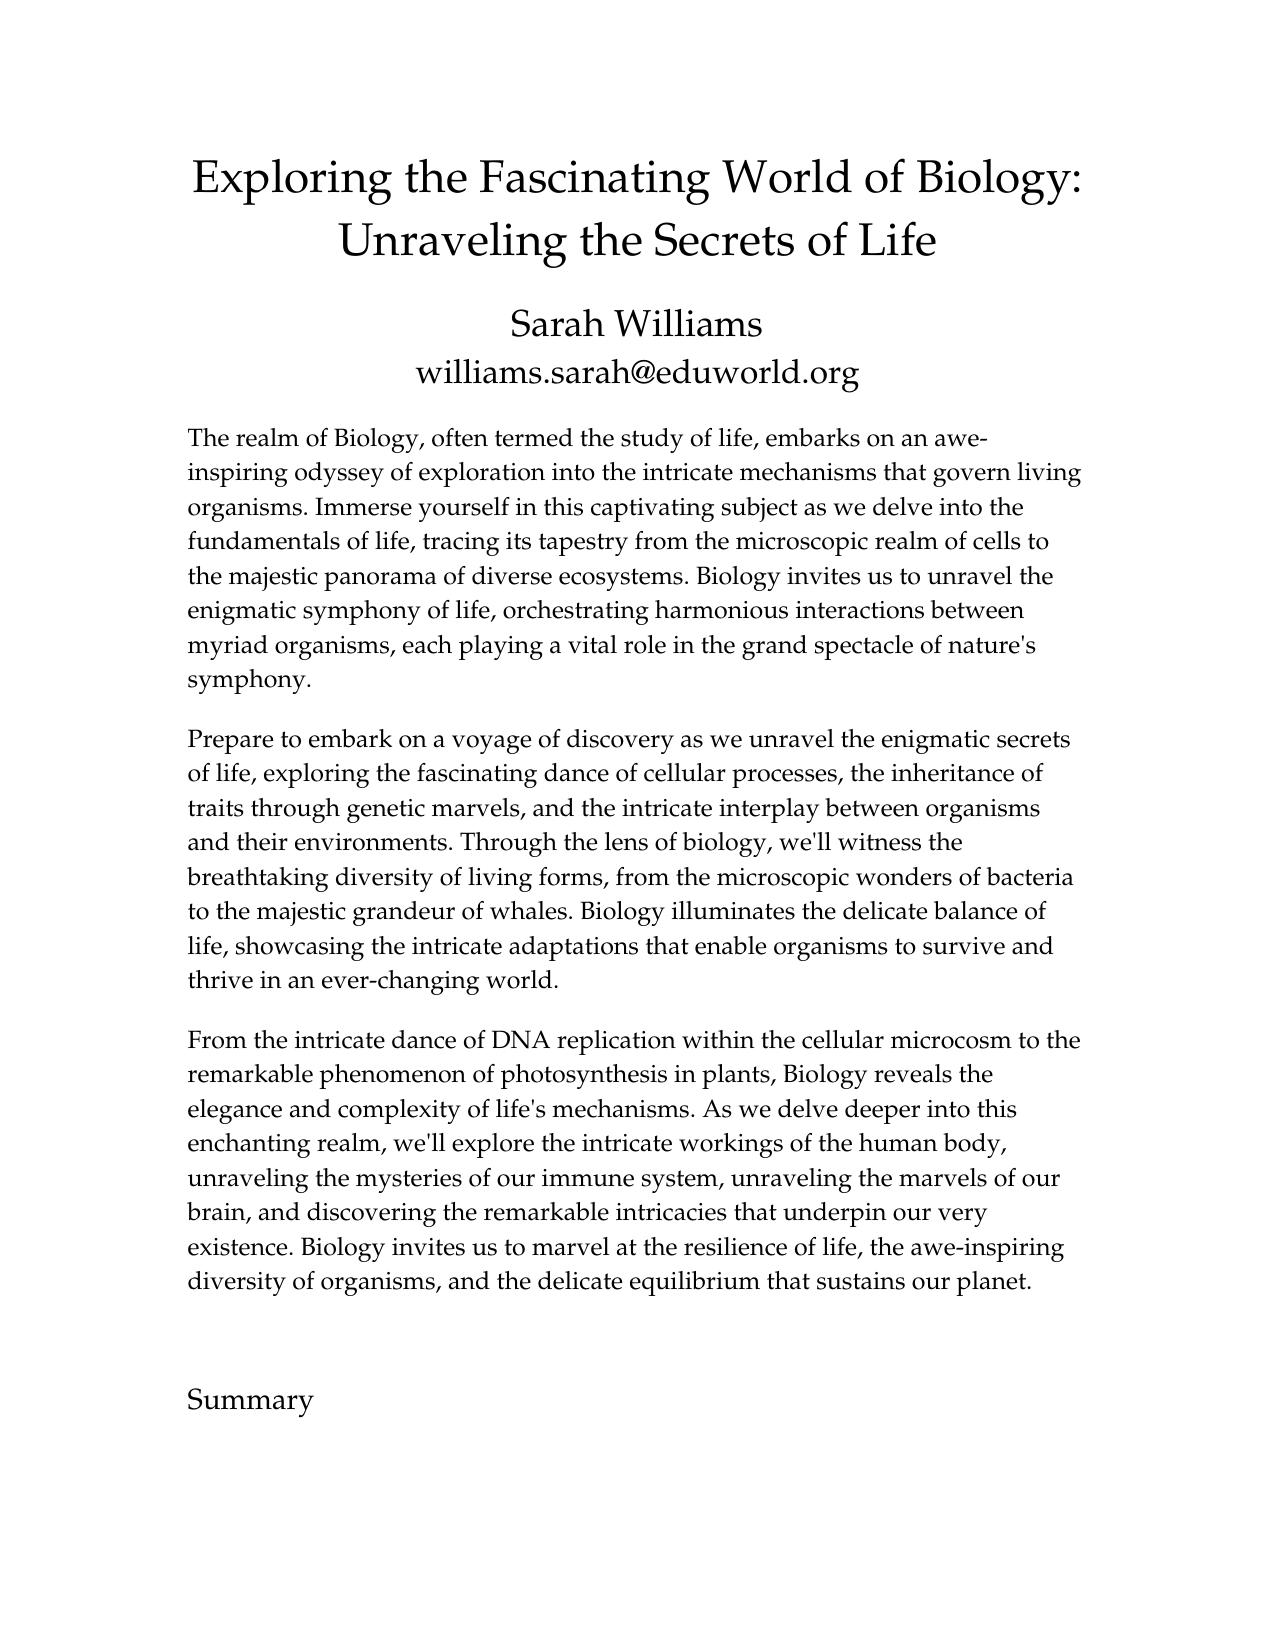 Exploring the Fascinating World of Biology:
Unraveling the Secrets of Life
Sarah Williams
williams.sarah@eduworld.org
The realm of Biology, often termed the study of life, embarks on an awe-
inspiring odyssey of exploration into the intricate mechanisms that govern living
organisms. Immerse yourself in this captivating subject as we delve into the
fundamentals of life, tracing its tapestry from the microscopic realm of cells to
the majestic panorama of diverse ecosystems. Biology invites us to unravel the
enigmatic symphony of life, orchestrating harmonious interactions between
myriad organisms, each playing a vital role in the grand spectacle of nature's
symphony.
Prepare to embark on a voyage of discovery as we unravel the enigmatic secrets
of life, exploring the fascinating dance of cellular processes, the inheritance of
traits through genetic marvels, and the intricate interplay between organisms
and their environments. Through the lens of biology, we'll witness the
breathtaking diversity of living forms, from the microscopic wonders of bacteria
to the majestic grandeur of whales. Biology illuminates the delicate balance of
life, showcasing the intricate adaptations that enable organisms to survive and
thrive in an ever-changing world.
From the intricate dance of DNA replication within the cellular microcosm to the
remarkable phenomenon of photosynthesis in plants, Biology reveals the
elegance and complexity of life's mechanisms. As we delve deeper into this
enchanting realm, we'll explore the intricate workings of the human body,
unraveling the mysteries of our immune system, unraveling the marvels of our
brain, and discovering the remarkable intricacies that underpin our very
existence. Biology invites us to marvel at the resilience of life, the awe-inspiring
diversity of organisms, and the delicate equilibrium that sustains our planet.
Summary